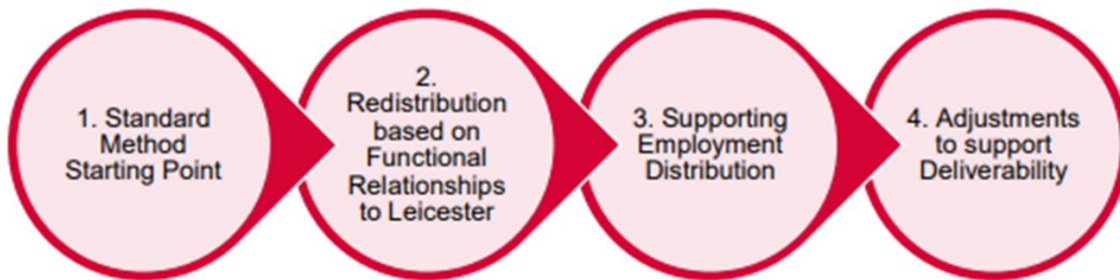 1. Standard
Method
Starting Point
2.
Redistribution
based on
Functional
Relationships
to Leicester
3. Supporting
Employment
Distribution
4. Adjustments
to support
Deliverability